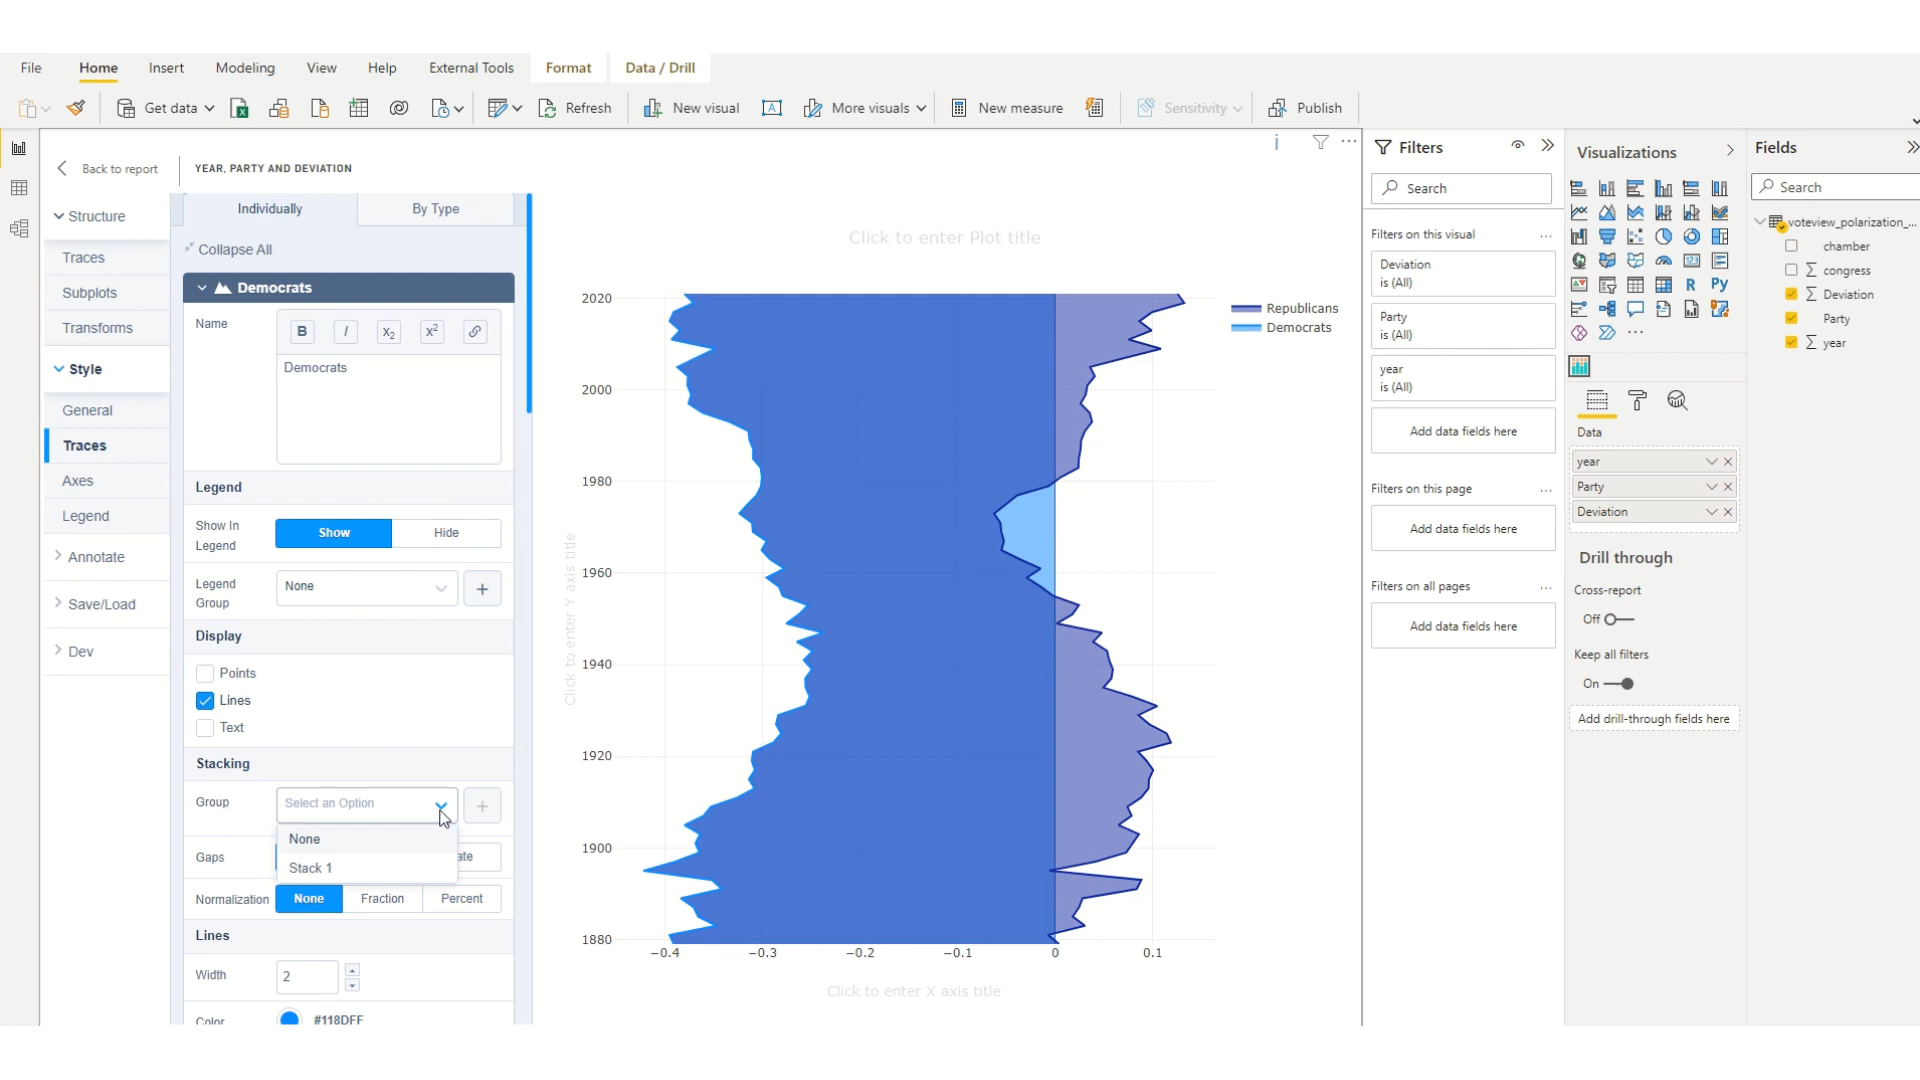 File Home Insert Modeling View Help External Tools Format Data / Drill
Get data Refresh New visual More visuals New measure Sensitivity Publish
Back to report YEAR, PARTY AND DEVIATION
Structure
Traces
Subplots
Transforms
Style
General
Traces
Axes
Legend
Annotate
Save/Load
Dev
Individually By Type
Collapse All
Democrats
Name
B I X2 X2
Democrats
Legend
Show In
Legend
Show Hide
Legend
Group
None
Display
Points
Lines
Text
Stacking
Group Select an Option
None
Stack 1
Gaps ate
Normalization None Fraction Percent
Lines
Width 2
Color #118DFF
Click to enter Plot title
Click to enter Y axis title
2020
2000
1980
1960
1940
1920
1900
1880
−0.4 −0.3 −0.2 −0.1 0 0.1
Click to enter X axis title
Republicans
Democrats
Filters
Search
Filters on this visual ...
Deviation
is (All)
Party
is (All)
year
is (All)
Add data fields here
Filters on this page ...
Add data fields here
Filters on all pages ...
Add data fields here
Visualizations
R Py
123
...
Data
year
Party
Deviation
Drill through
Cross-report
Off
Keep all filters
On
Add drill-through fields here
Fields
Search
voteview_polarization_...
chamber
∑ congress
∑ Deviation
Party
∑ year